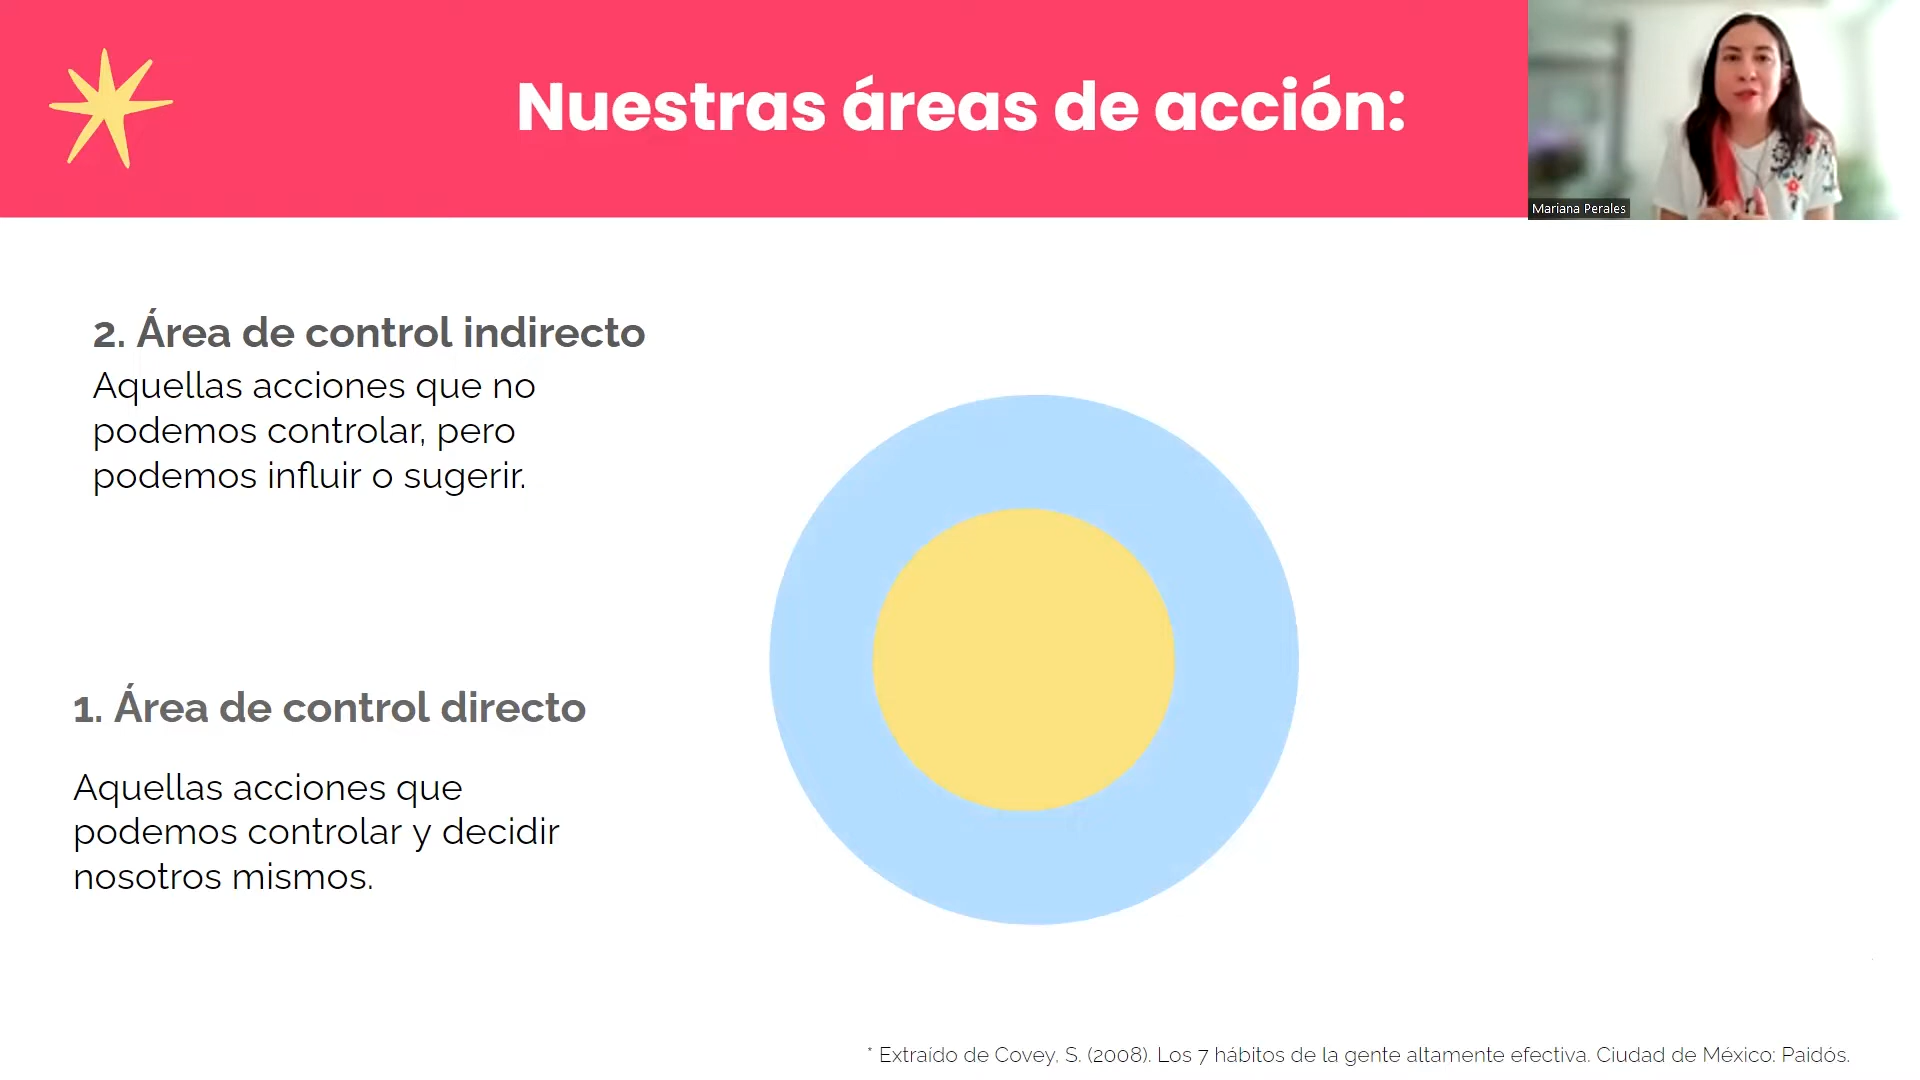 Nuestras áreas de acción:
Mariana Perales
2. Área de control indirecto
Aquellas acciones que no
podemos controlar, pero
podemos influir o sugerir.
1. Área de control directo
Aquellas acciones que
podemos controlar y decidir
nosotros mismos.
* Extraído de Covey, S. (2008). Los 7 hábitos de la gente altamente efectiva. Ciudad de México: Paidós.